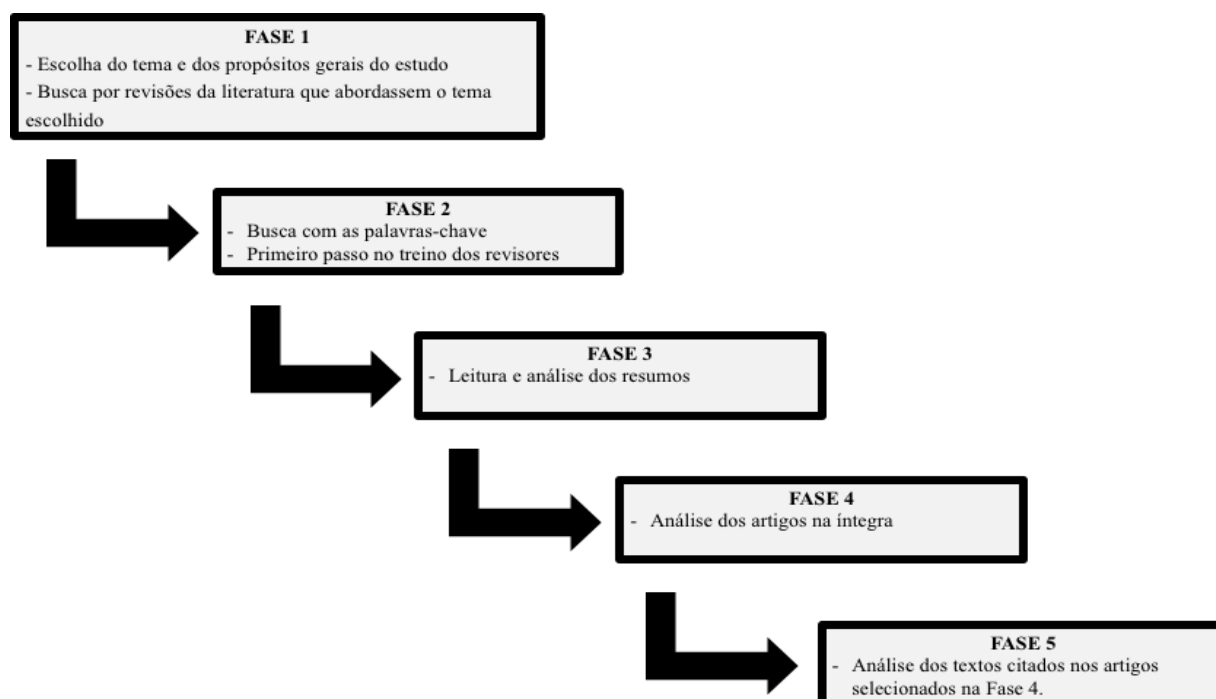 FASE 1
- Escolha do tema e dos propósitos gerais do estudo
- Busca por revisões da literatura que abordassem o tema
escolhido
FASE 2
- Busca com as palavras-chave
- Primeiro passo no treino dos revisores
FASE 3
- Leitura e análise dos resumos
FASE 4
- Análise dos artigos na íntegra
FASE 5
- Análise dos textos citados nos artigos
selecionados na Fase 4.